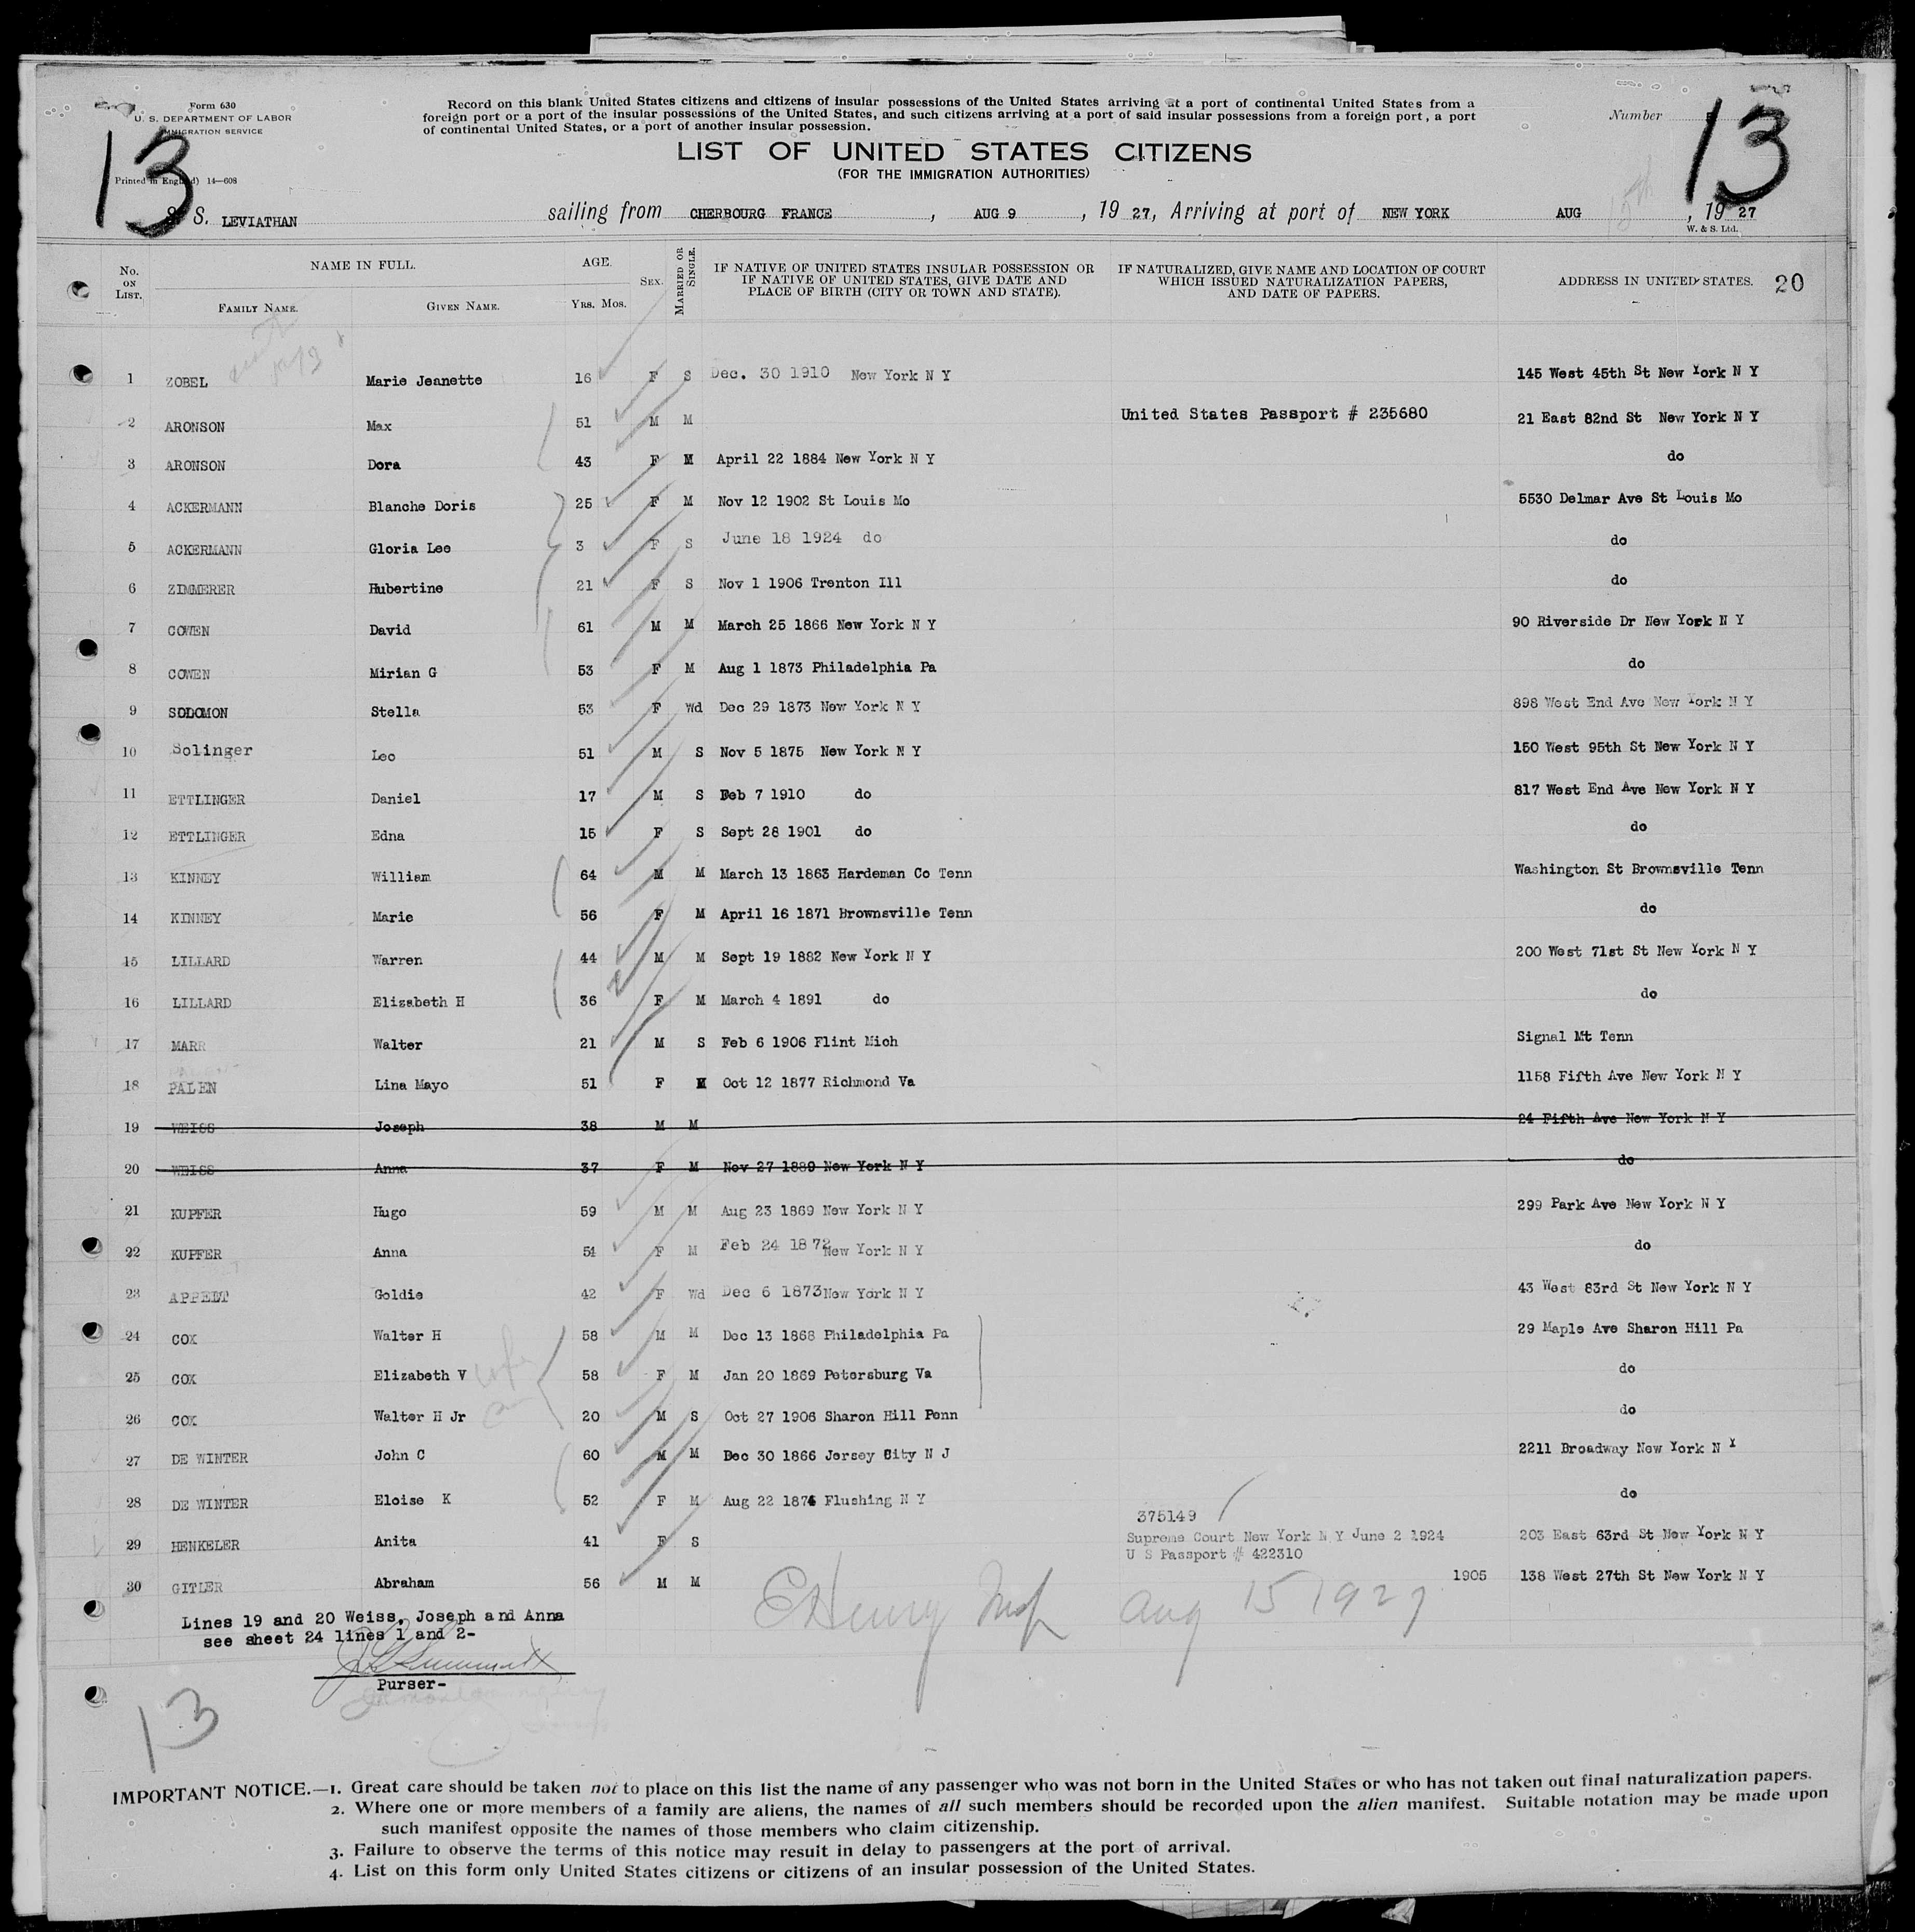 Form 630
U. S. DEPARTMENT OF LABOR
IMMIGRATION SERVICE
Printed in England) 14—608
Record on this blank United States citizens and citizens of insular possessions of the United States arriving at a port of continental United States from a
foreign port or a port of the insular possessions of the United States, and such citizens arriving at a port of said insular possessions from a foreign port, a port
of continental United States, or a port of another insular possession.
Number
13
13
LIST OF UNITED STATES CITIZENS
(FOR THE IMMIGRATION AUTHORITIES)
S. S. LEVIATHAN sailing from CHERBOURG FRANCE , AUG 9 , 19 27, Arriving at port of NEW YORK AUG 15th , 19 27
W. & S. Ltd.
No. ON LIST. NAME IN FULL. FAMILY NAME. GIVEN NAME. AGE. YRS. MOS. SEX. MARRIED OR SINGLE. IF NATIVE OF UNITED STATES INSULAR POSSESSION OR IF NATIVE OF UNITED STATES, GIVE DATE AND PLACE OF BIRTH (CITY OR TOWN AND STATE). IF NATURALIZED, GIVE NAME AND LOCATION OF COURT WHICH ISSUED NATURALIZATION PAPERS, AND DATE OF PAPERS. ADDRESS IN UNITED STATES. 20
1 ZOBEL Marie Jeanette 16 F S Dec. 30 1910 New York N Y 145 West 45th St New York N Y
2 ARONSON Max 51 M M United States Passport # 235680 21 East 82nd St New York N Y
3 ARONSON Dora 43 F M April 22 1884 New York N Y do
4 ACKERMANN Blanche Doris 25 F M Nov 12 1902 St Louis Mo 5530 Delmar Ave St Louis Mo
5 ACKERMANN Gloria Lee 3 F S June 18 1924 do do
6 ZIMMERER Hubertine 21 F S Nov 1 1906 Trenton Ill do
7 COWEN David 61 M M March 25 1866 New York N Y 90 Riverside Dr New York N Y
8 COWEN Mirian G 53 F M Aug 1 1873 Philadelphia Pa do
9 SOLOMON Stella 53 F Wd Dec 29 1873 New York N Y 898 West End Ave New York N Y
10 Solinger Leo 51 M S Nov 5 1875 New York N Y 150 West 95th St New York N Y
11 ETTLINGER Daniel 17 M S Feb 7 1910 do 817 West End Ave New York N Y
12 ETTLINGER Edna 15 F S Sept 28 1901 do do
13 KINNEY William 64 M M March 13 1863 Hardeman Co Tenn Washington St Brownsville Tenn
14 KINNEY Marie 56 F M April 16 1871 Brownsville Tenn do
15 LILLARD Warren 44 M M Sept 19 1882 New York N Y 200 West 71st St New York N Y
16 LILLARD Elizabeth H 36 F M March 4 1891 do do
17 MARR Walter 21 M S Feb 6 1906 Flint Mich Signal Mt Tenn
18 PALEN Lina Mayo 51 F M Oct 12 1877 Richmond Va 1158 Fifth Ave New York N Y
19 WEISS Joseph 38 M M 24 Fifth Ave New York N Y
20 WEISS Anna 37 F M Nov 27 1889 New York N Y do
21 KUPFER Hugo 59 M M Aug 23 1869 New York N Y 299 Park Ave New York N Y
22 KUPFER Anna 54 F M Feb 24 1872 New York N Y do
23 APPELT Goldie 42 F Wd Dec 6 1873 New York N Y 43 West 83rd St New York N Y
24 COX Walter H 58 M M Dec 13 1868 Philadelphia Pa 29 Maple Ave Sharon Hill Pa
25 COX Elizabeth V wife 58 F M Jan 20 1869 Petersburg Va do
26 COX Walter H Jr 20 M S Oct 27 1906 Sharon Hill Penn do
27 DE WINTER John C 60 M M Dec 30 1866 Jersey City N J 2211 Broadway New York N Y
28 DE WINTER Eloise K 52 F M Aug 22 1874 Flushing N Y do
375149
29 HENKELER Anita 41 F S Supreme Court New York N Y June 2 1924 203 East 63rd St New York N Y
U S Passport # 422310
30 GITLER Abraham 56 M M 1905 138 West 27th St New York N Y
EHenry Insp Aug 15 1927
Lines 19 and 20 Weiss, Joseph and Anna
see sheet 24 lines 1 and 2-
Purser-
13
IMPORTANT NOTICE.—1. Great care should be taken not to place on this list the name of any passenger who was not born in the United States or who has not taken out final naturalization papers.
2. Where one or more members of a family are aliens, the names of all such members should be recorded upon the alien manifest. Suitable notation may be made upon
such manifest opposite the names of those members who claim citizenship.
3. Failure to observe the terms of this notice may result in delay to passengers at the port of arrival.
4. List on this form only United States citizens or citizens of an insular possession of the United States.